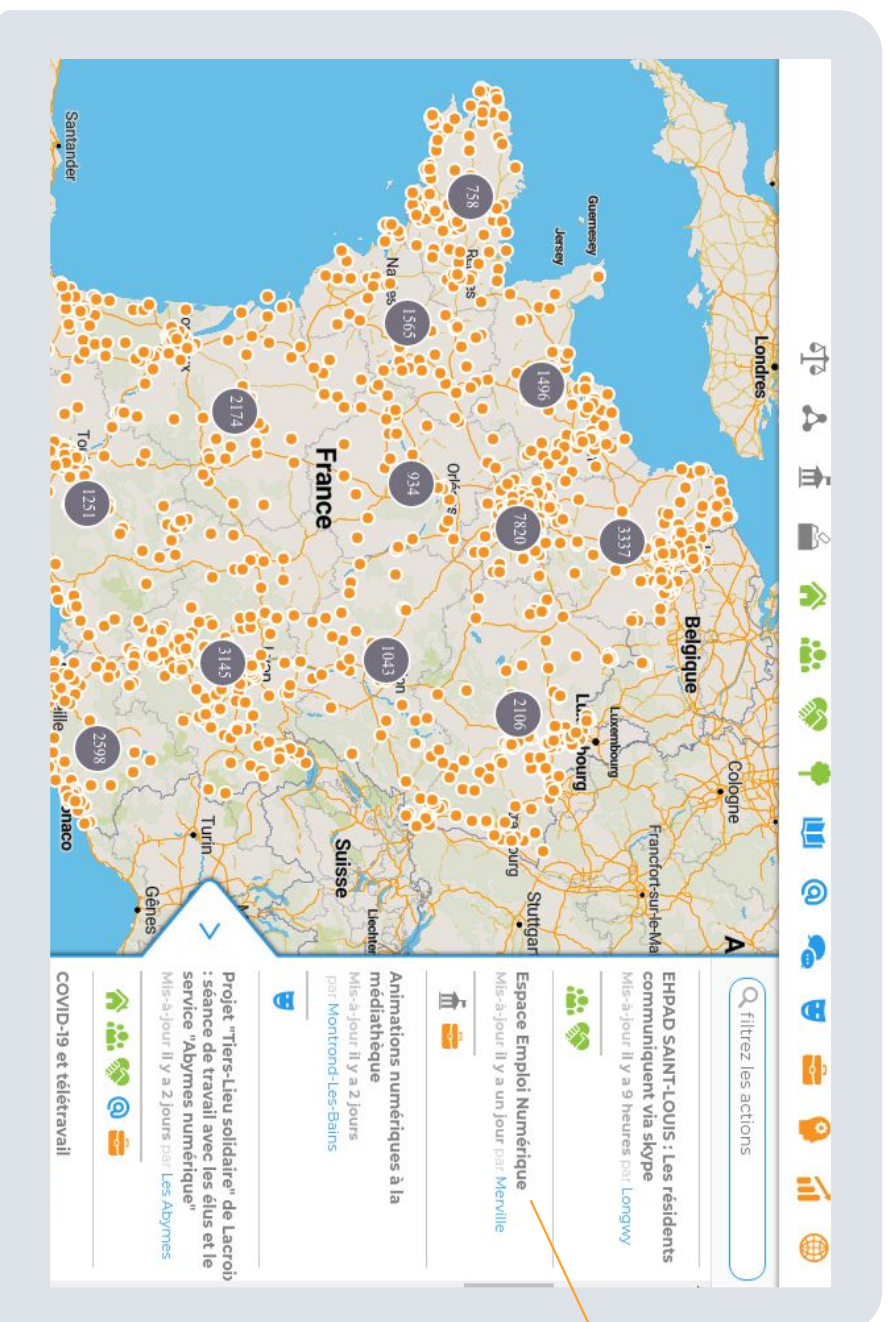 Londres
Guernesey
Jersey
Belgique
Cologne
Francfort-sur-le-Ma
Luxembourg
Stuttgar
Suisse
Liechter
Turin
Gênes
France
Santander
758
1565
1496
2174
934
7820
3337
1251
1043
2106
3145
2598
A
filtrez les actions
EHPAD SAINT-LOUIS : Les résidents
communiquent via skype
Mis-à-jour il y a 9 heures par Longwy
Espace Emploi Numérique
Mis-à-jour il y a un jour par Merville
Animations numériques à la
médiathèque
Mis-à-jour il y a 2 jours
par Montrond-Les-Bains
Projet "Tiers-Lieu solidaire" de Lacroix
: séance de travail avec les élus et le
service "Abymes numérique"
Mis-à-jour il y a 2 jours par Les Abymes
COVID-19 et télétravail